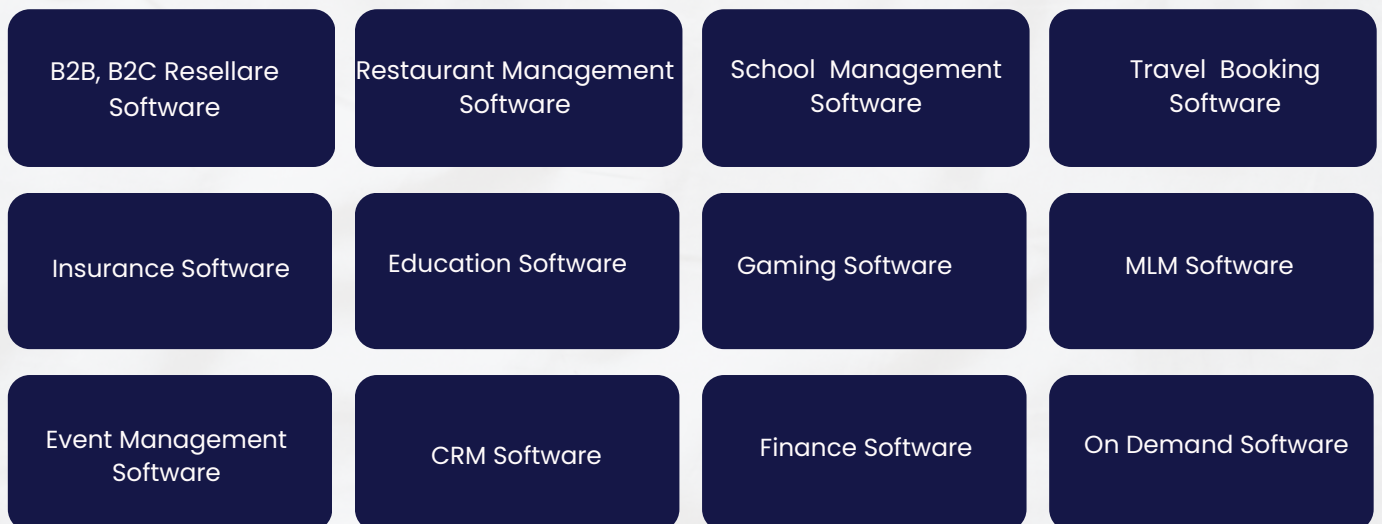 B2B, B2C Resellare
Software
Restaurant Management
Software
School  Management
Software
Travel  Booking
Software
Insurance Software
Education Software
Gaming Software
MLM Software
Event Management
Software
CRM Software
Finance Software
On Demand Software